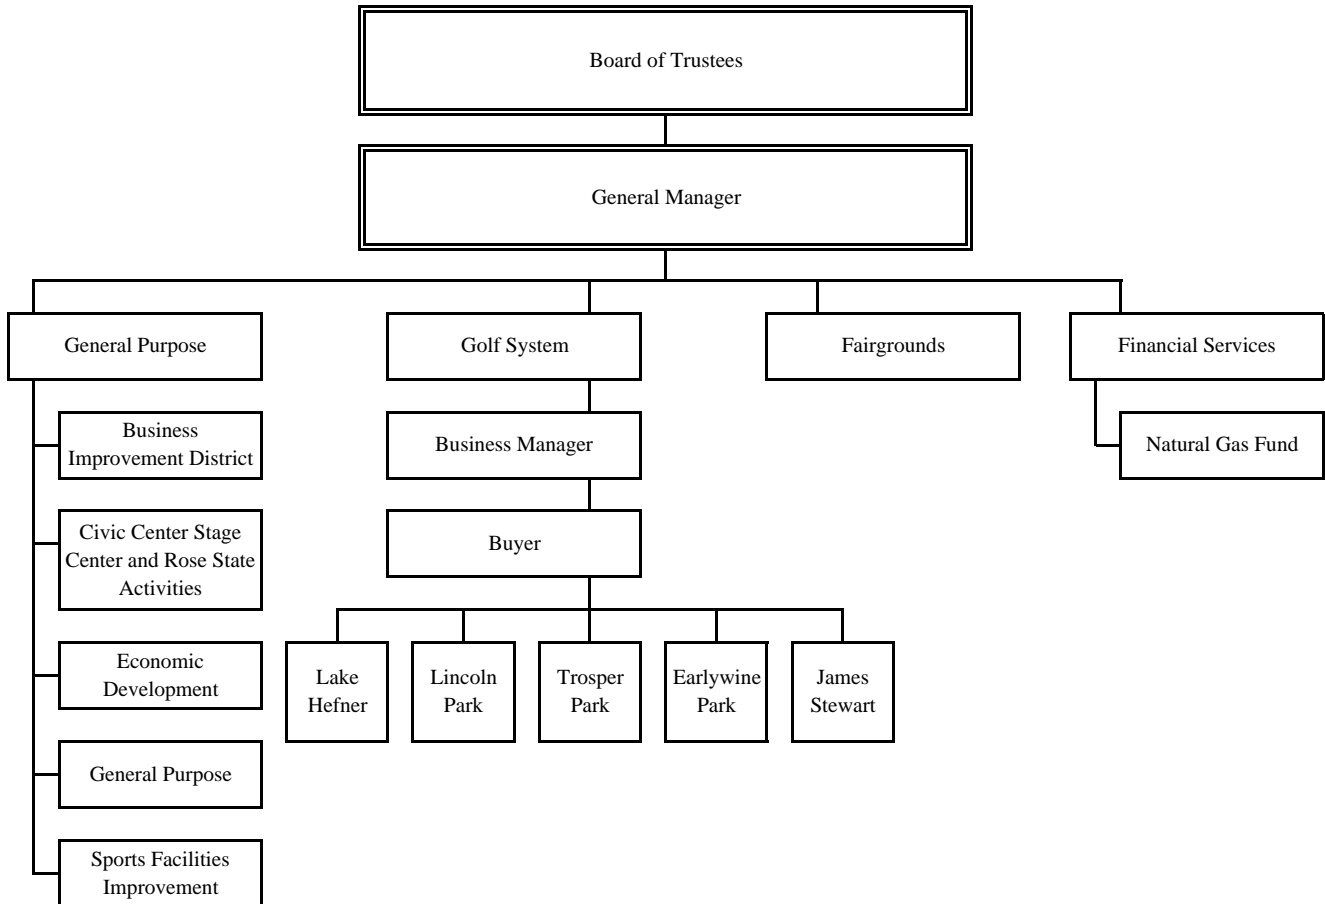 Board of Trustees
General Manager
General Purpose
Golf System
Fairgrounds
Financial Services
Business
Improvement District
Business Manager
Natural Gas Fund
Civic Center Stage
Center and Rose State
Activities
Buyer
Economic
Development
Lake
Hefner
Lincoln
Park
Trosper
Park
Earlywine
Park
James
Stewart
General Purpose
Sports Facilities
Improvement